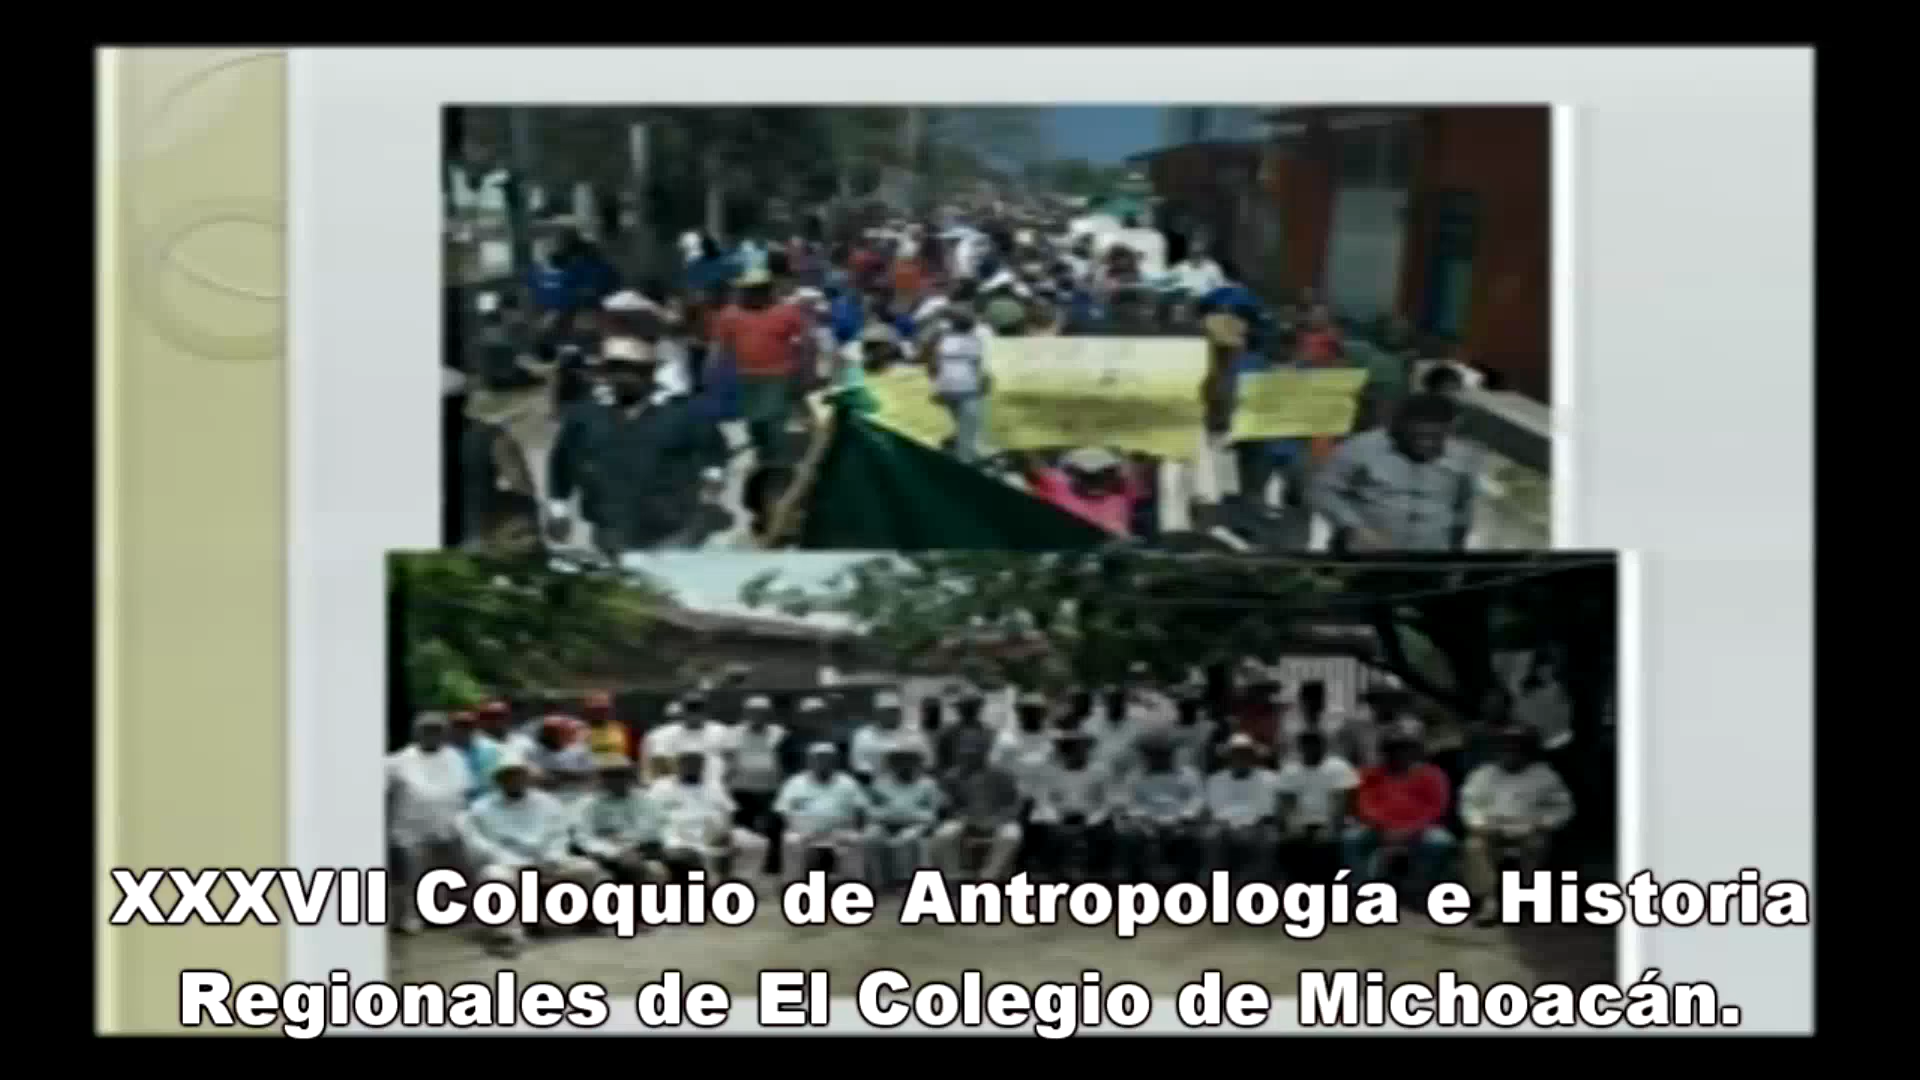 XXXVII Coloquio de Antropología e Historia
Regionales de El Colegio de Michoacán.